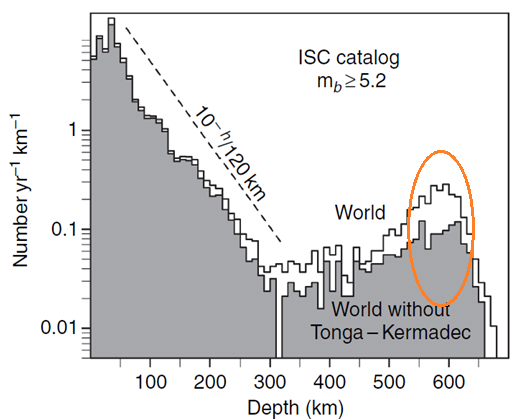 ISC catalog
m_b ≥ 5.2
10^−h/120 km
World
World without
Tonga – Kermadec
Number yr^−1 km^−1
1
0.1
0.01
100 200 300 400 500 600
Depth (km)